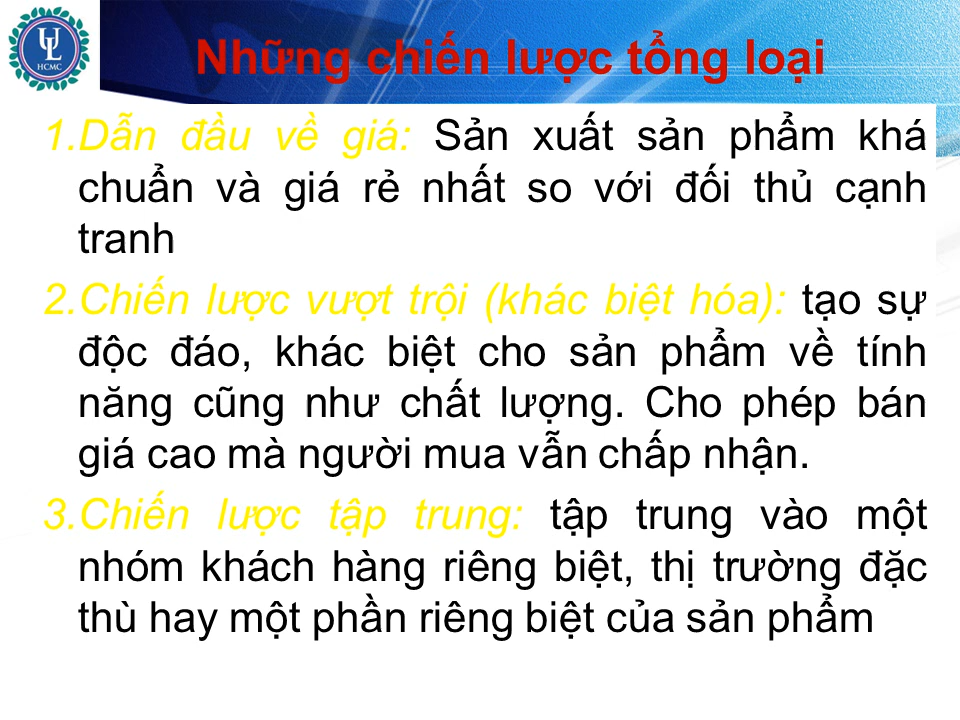 UL
HCMC
Những chiến lược tổng loại
1.Dẫn đầu về giá: Sản xuất sản phẩm khá
chuẩn và giá rẻ nhất so với đối thủ cạnh
tranh
2.Chiến lược vượt trội (khác biệt hóa): tạo sự
độc đáo, khác biệt cho sản phẩm về tính
năng cũng như chất lượng. Cho phép bán
giá cao mà người mua vẫn chấp nhận.
3.Chiến lược tập trung: tập trung vào một
nhóm khách hàng riêng biệt, thị trường đặc
thù hay một phần riêng biệt của sản phẩm